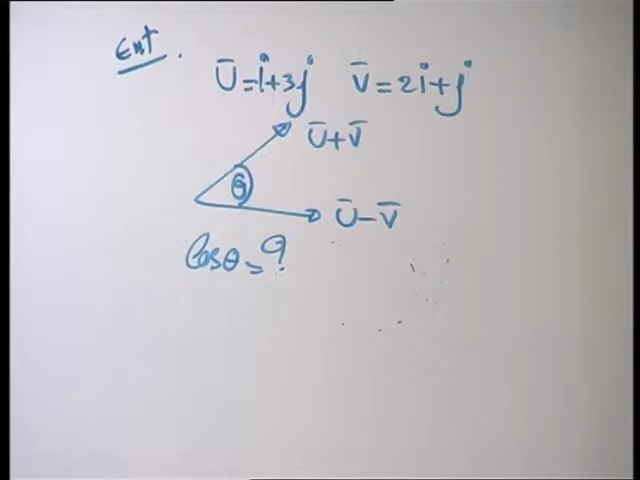 Ent.
Ū=i+3j V̄=2i+j
Ū+V̄
θ
Ū-V̄
Cosθ=?